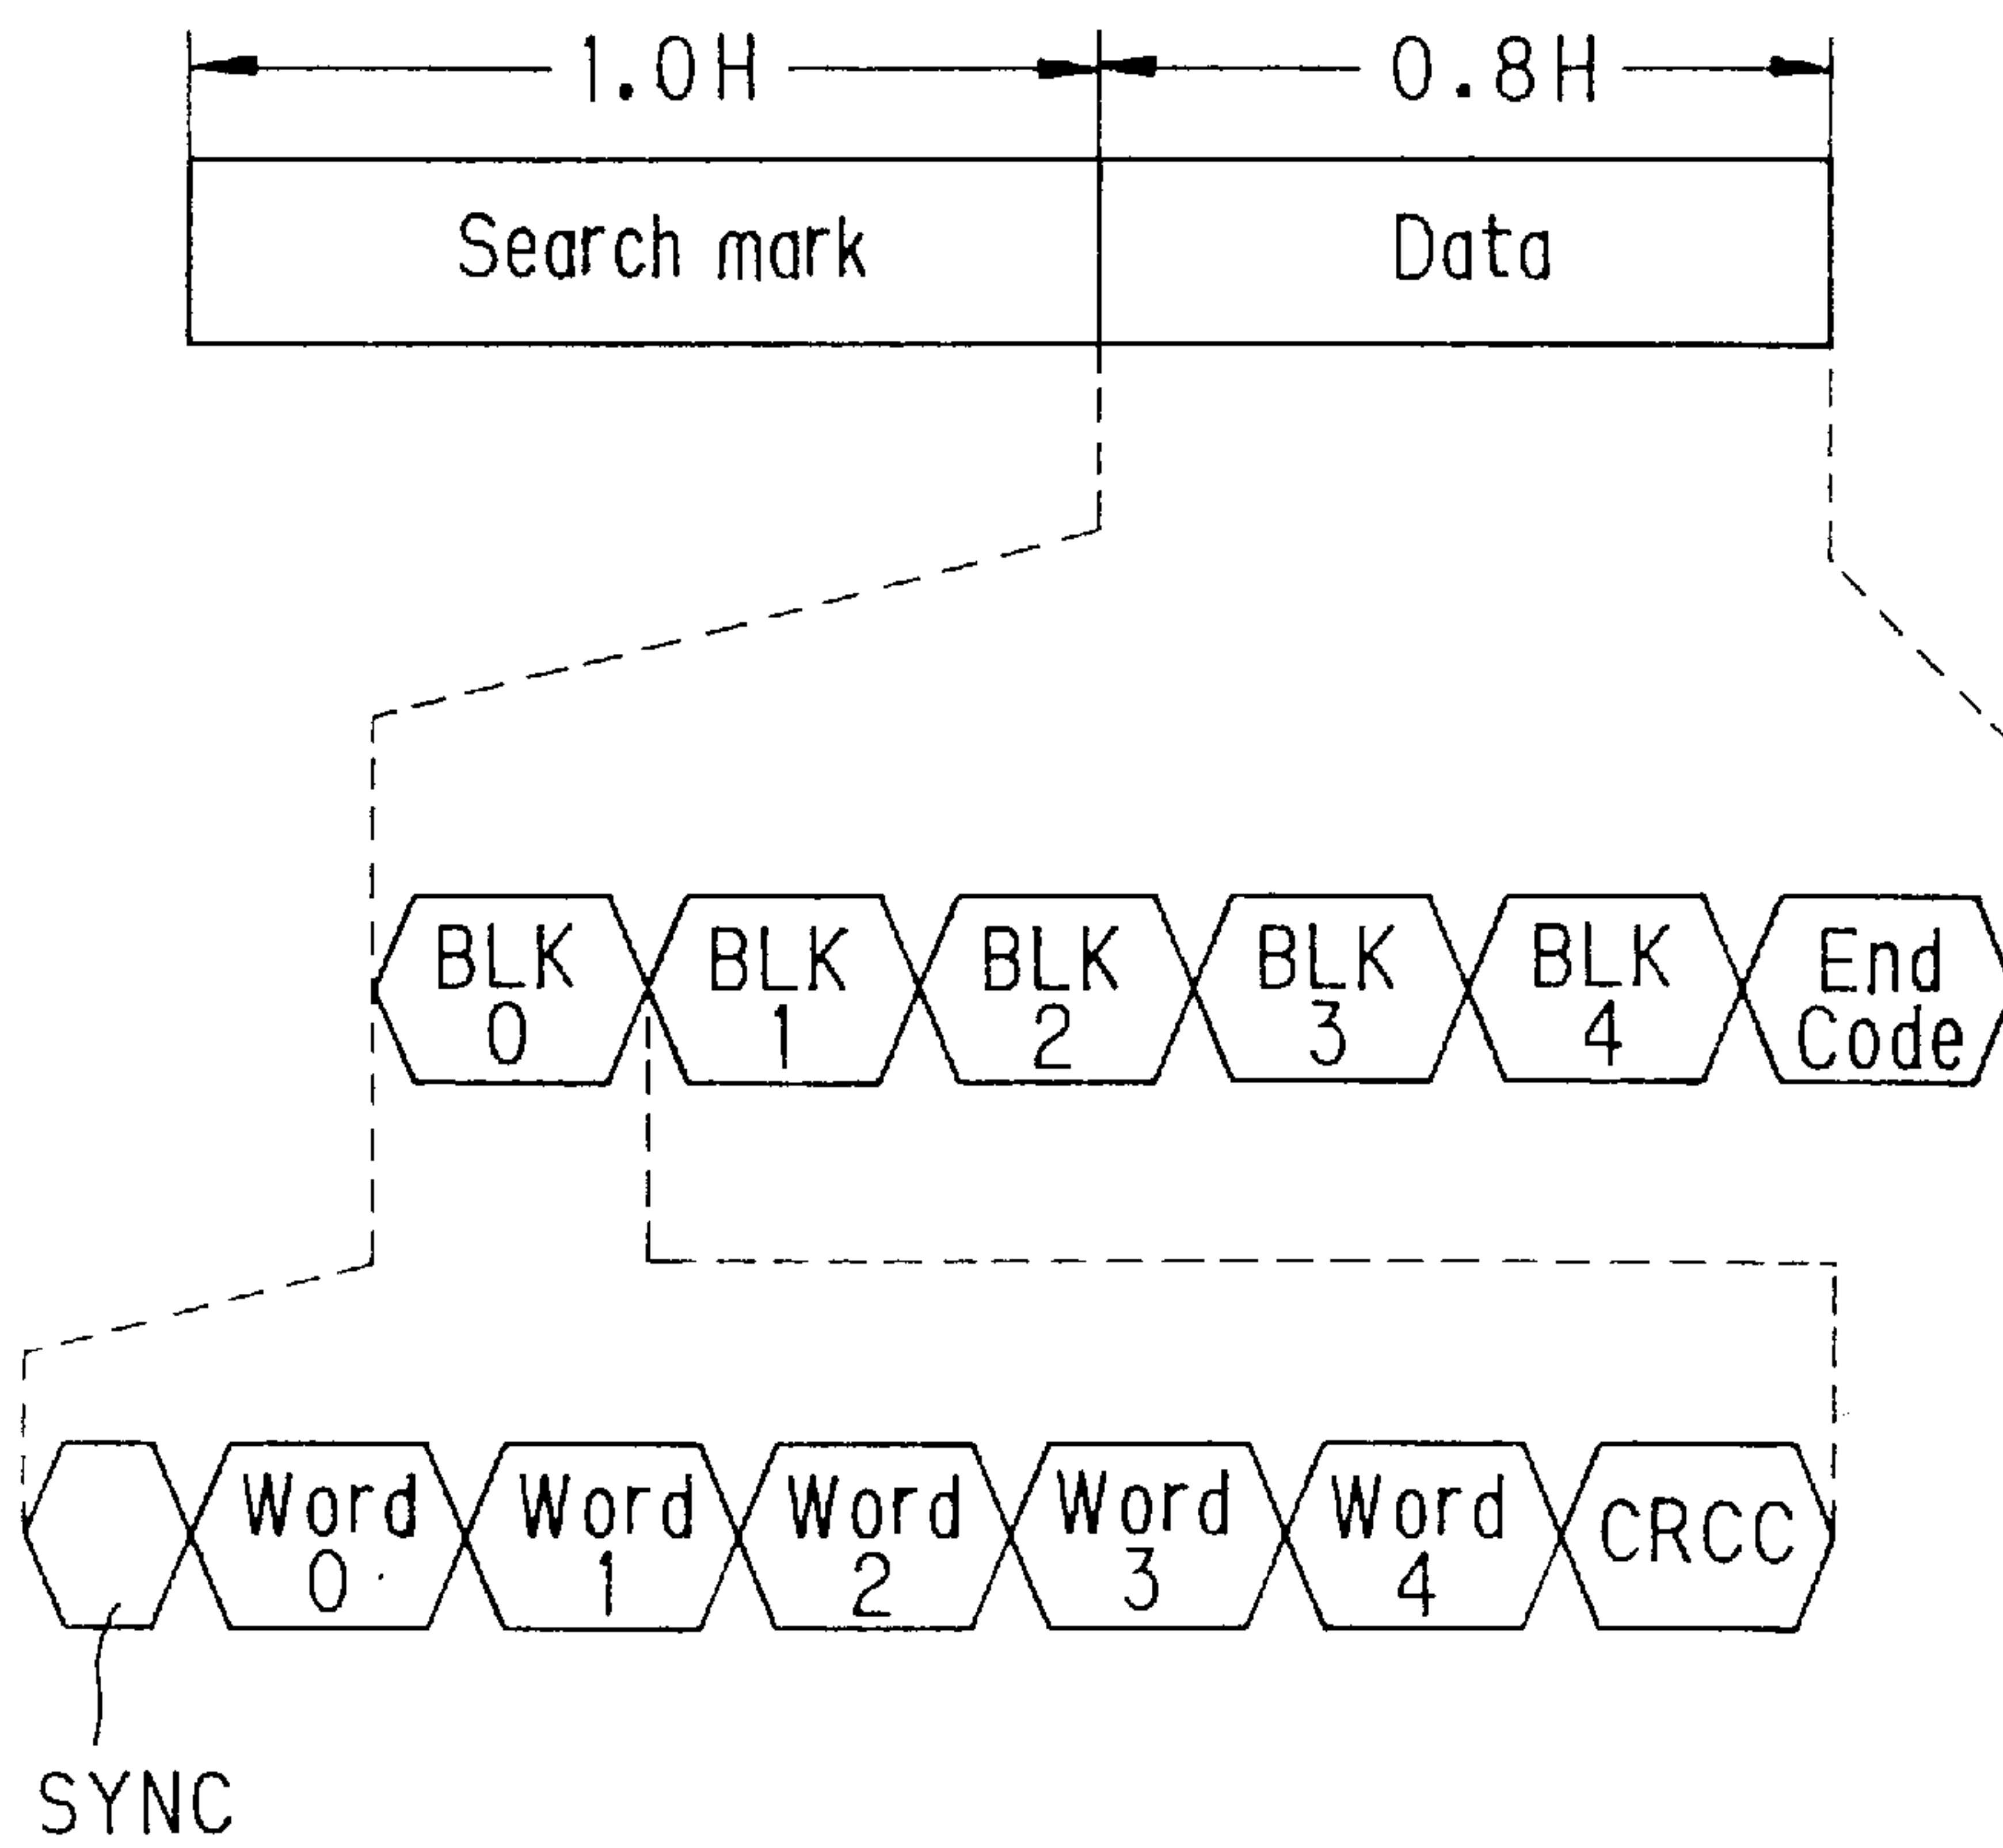 1.0H 0.8H
Search mark Data
BLK 0 BLK 1 BLK 2 BLK 3 BLK 4 End Code
Word 0 Word 1 Word 2 Word 3 Word 4 CRCC
SYNC